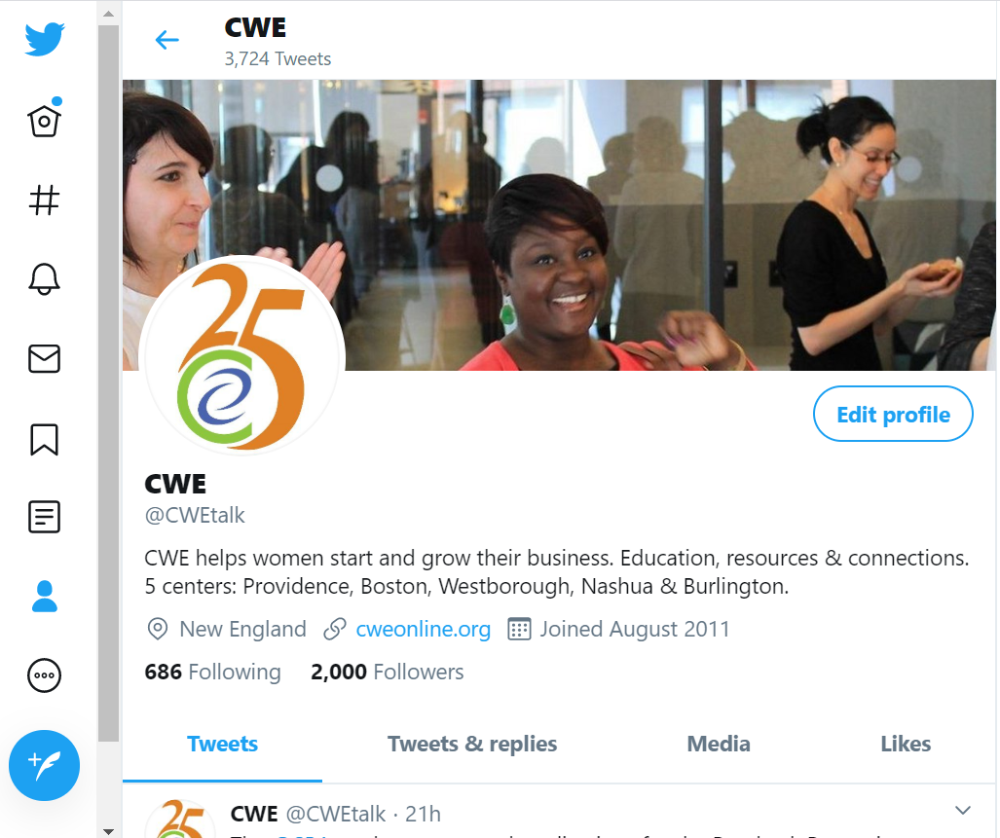 CWE
3,724 Tweets
25
Edit profile
CWE
@CWEtalk
CWE helps women start and grow their business. Education, resources & connections.
5 centers: Providence, Boston, Westborough, Nashua & Burlington.
New England cweonline.org Joined August 2011
686 Following 2,000 Followers
Tweets Tweets & replies Media Likes
25
CWE @CWEtalk · 21h